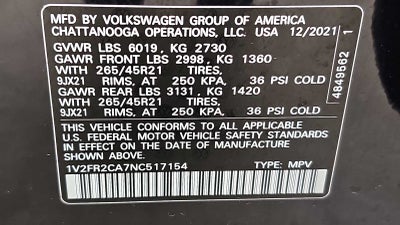 MFD BY VOLKSWAGEN GROUP OF AMERICA
CHATTANOOGA OPERATIONS, LLC. USA 12/2021
GVWR LBS 6019, KG 2730
GAWR FRONT LBS 2998, KG 1360
WITH 265/45R21 TIRES,
9JX21 RIMS, AT 250 KPA, 36 PSI COLD
GAWR REAR LBS 3131, KG 1420
WITH 265/45R21 TIRES,
9JX21 RIMS, AT 250 KPA, 36 PSI COLD
THIS VEHICLE CONFORMS TO ALL APPLICABLE
U.S. FEDERAL MOTOR VEHICLE SAFETY STANDARDS
IN EFFECT ON THE DATE OF MANUFACTURE
SHOWN ABOVE.
1V2FR2CA7NC517154 TYPE: MPV
4849562 1